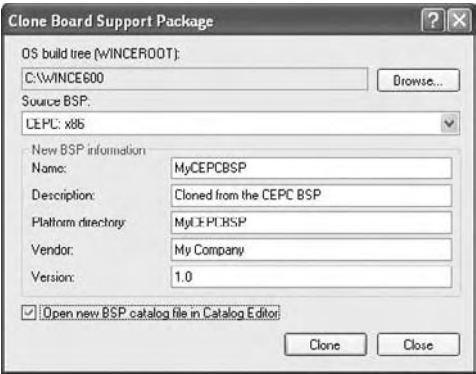 Clone Board Support Package
OS build tree (WINCEROOT):
C:\WINCE600
Browse...
Source BSP:
CEPC: x86
New BSP information
Name: MyCEPCBSP
Description: Cloned from the CEPC BSP
Platform directory: MyCEPCBSP
Vendor: My Company
Version: 1.0
Open new BSP catalog file in Catalog Editor
Clone Close